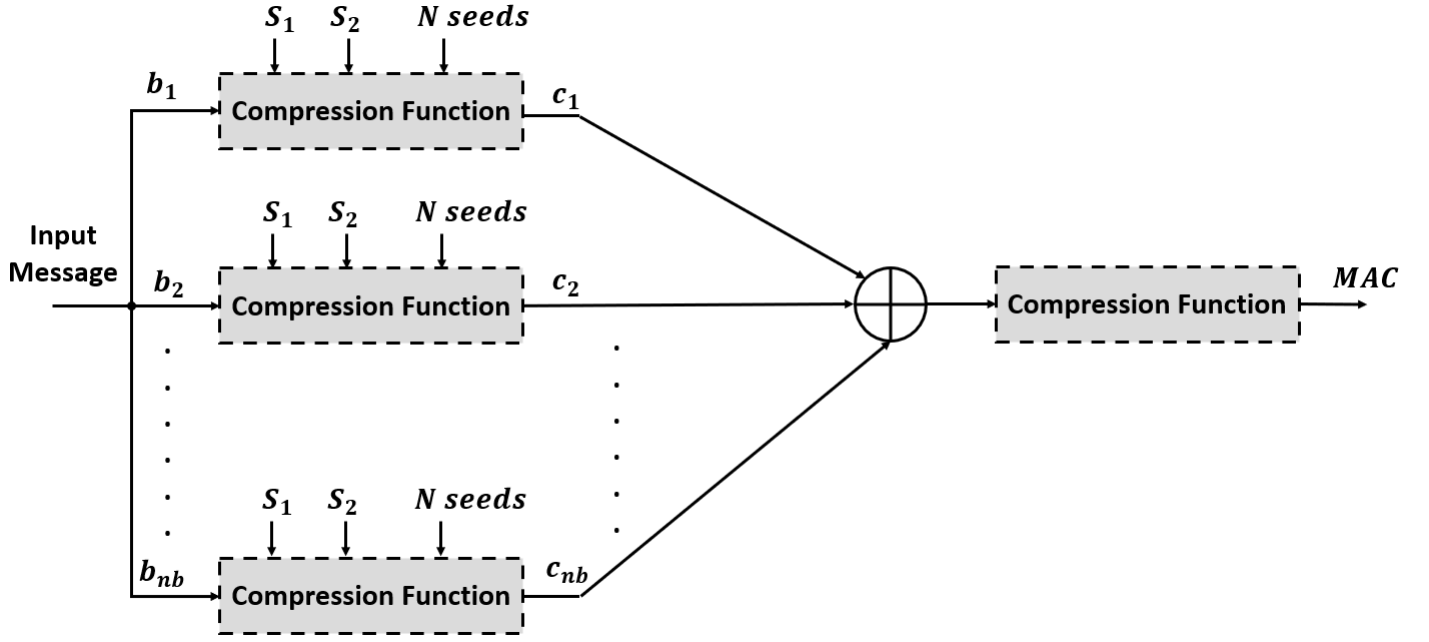 S₁ S₂ N seeds
b₁ Compression Function c₁
S₁ S₂ N seeds
Input
Message
b₂ Compression Function c₂
Compression Function MAC
S₁ S₂ N seeds
bₙb Compression Function cₙb